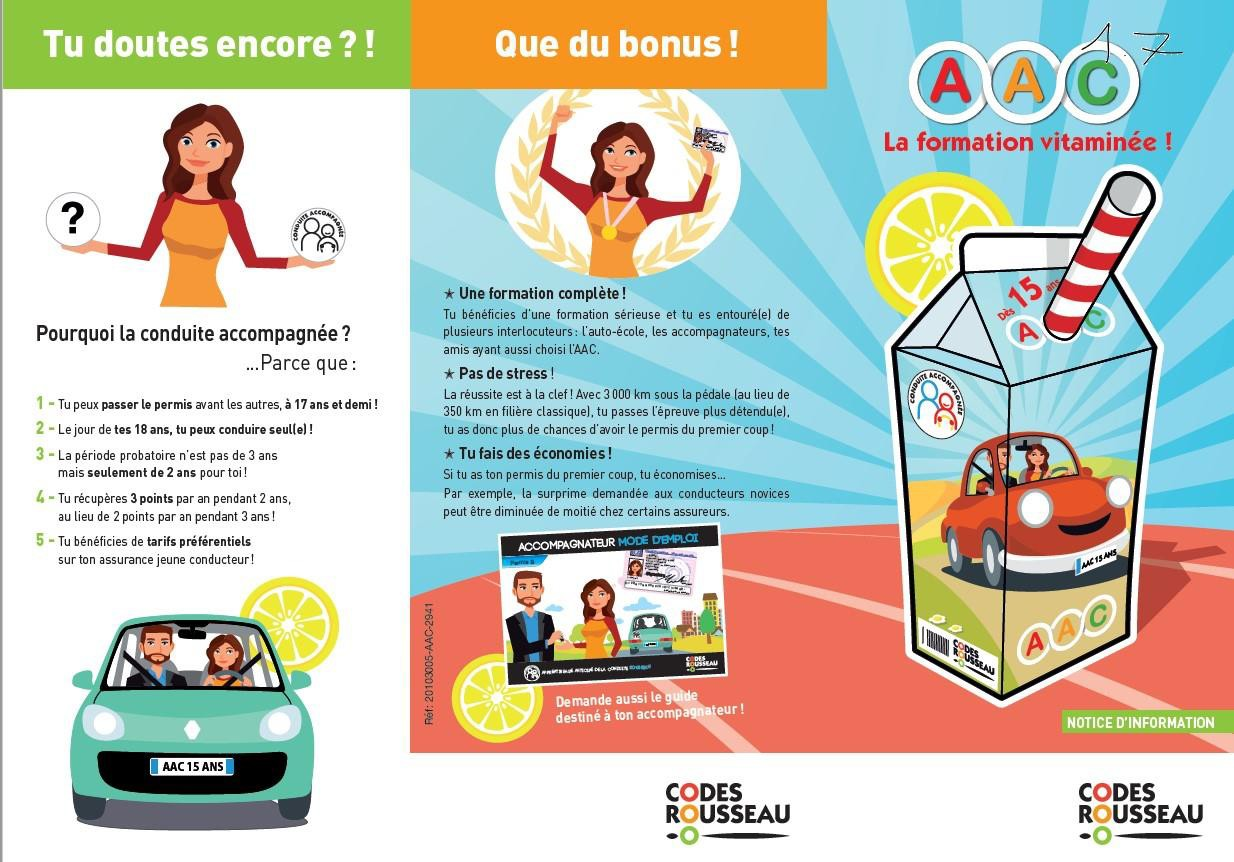 Tu doutes encore ? !
?
CONDUITE ACCOMPAGNÉE
Pourquoi la conduite accompagnée ?
...Parce que :
1 - Tu peux passer le permis avant les autres, à 17 ans et demi !
2 - Le jour de tes 18 ans, tu peux conduire seul(e) !
3 - La période probatoire n'est pas de 3 ans
mais seulement de 2 ans pour toi !
4 - Tu récupères 3 points par an pendant 2 ans,
au lieu de 2 points par an pendant 3 ans !
5 - Tu bénéficies de tarifs préférentiels
sur ton assurance jeune conducteur !
AAC 15 ANS
Que du bonus !
★ Une formation complète !
Tu bénéficies d'une formation sérieuse et tu es entouré(e) de
plusieurs interlocuteurs : l'auto-école, les accompagnateurs, tes
amis ayant aussi choisi l'AAC.
★ Pas de stress !
La réussite est à la clef ! Avec 3 000 km sous la pédale (au lieu de
350 km en filière classique), tu passes l'épreuve plus détendu(e),
tu as donc plus de chances d'avoir le permis du premier coup !
★ Tu fais des économies !
Si tu as ton permis du premier coup, tu économises...
Par exemple, la surprime demandée aux conducteurs novices
peut être diminuée de moitié chez certains assureurs.
ACCOMPAGNATEUR MODE D'EMPLOI
Permis B
CODES
ROUSSEAU
Demande aussi le guide
destiné à ton accompagnateur !
Réf : 20103005-AAC-2941
CODES
ROUSSEAU
1.7
AAC
La formation vitaminée !
Dès 15 ans
A C
CONDUITE ACCOMPAGNÉE
AAC 15 ANS
AAC
CODES
ROUSSEAU
NOTICE D'INFORMATION
CODES
ROUSSEAU